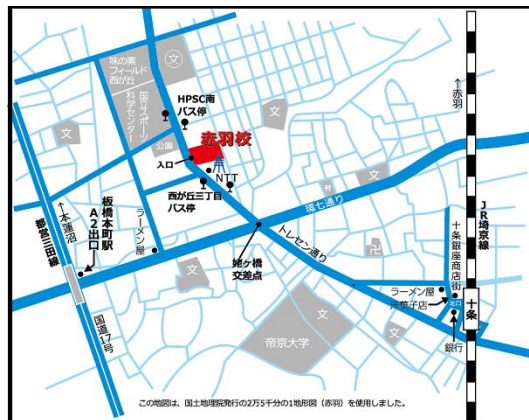 味の素
フィールド
西が丘
国立スポーツ
科学センター
文
HPSC南
バス停
赤羽校
入口
公園
NTT
西が丘三丁目
バス停
文
文
文
文
卍
←赤羽
JR埼京線
環七通り
トレセン通り
姥ヶ橋
交差点
←本蓮沼
都営三田線
板橋本町駅
A2出口
ラーメン屋
国道17号
十条銀座商店街
ラーメン屋
北口
十条
銀行
文
文
帝京大学
この地図は、国土地理院発行の2万5千分の1地形図（赤羽）を使用しました。